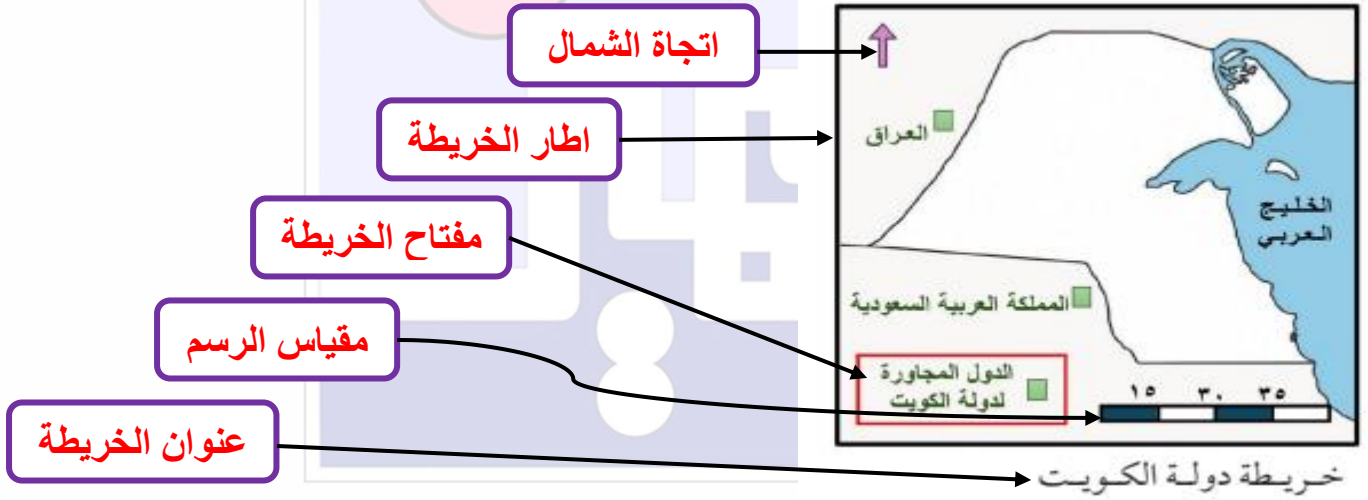 اتجاة الشمال
اطار الخريطة
مفتاح الخريطة
مقياس الرسم
عنوان الخريطة
العراق
الخليج
العربي
المملكة العربية السعودية
الدول المجاورة
لدولة الكويت
١٥ ٣٠ ٣٥
خريطة دولة الكويت